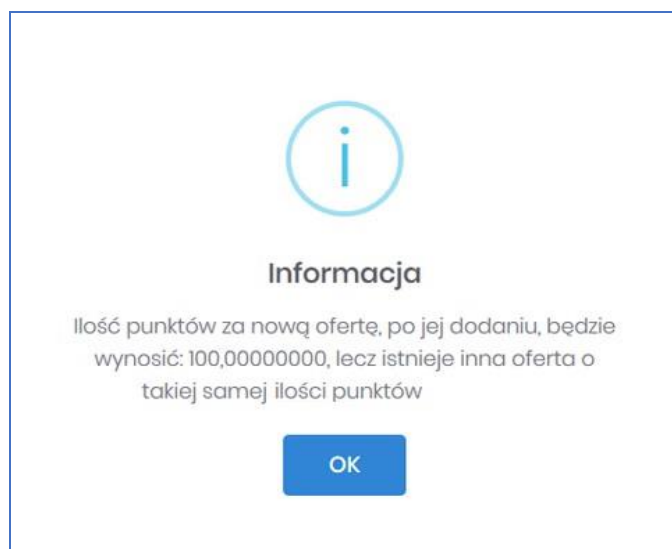 Informacja
Ilość punktów za nową ofertę, po jej dodaniu, będzie
wynosić: 100,00000000, lecz istnieje inna oferta o
takiej samej ilości punktów
OK